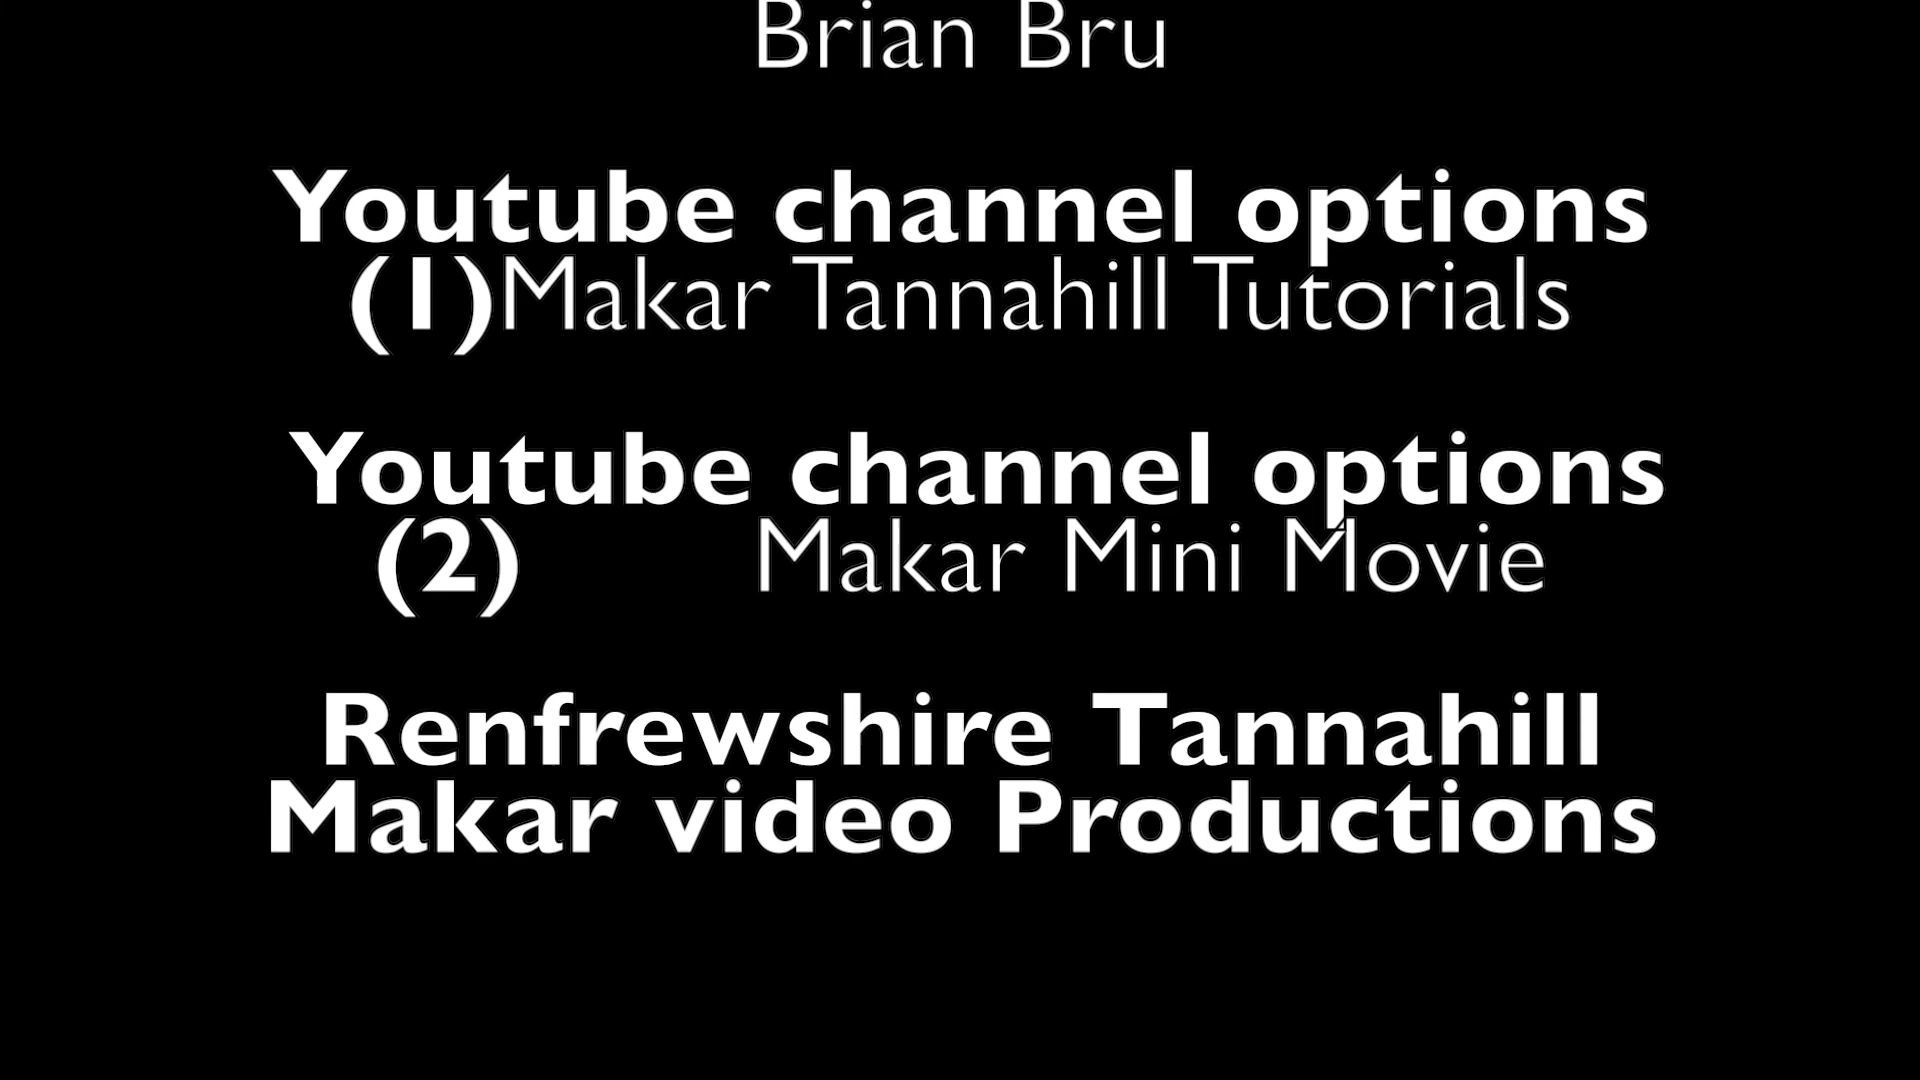 Brian Bru
Youtube channel options
(1)Makar Tannahill Tutorials
Youtube channel options
(2) Makar Mini Movie
Renfrewshire Tannahill
Makar video Productions